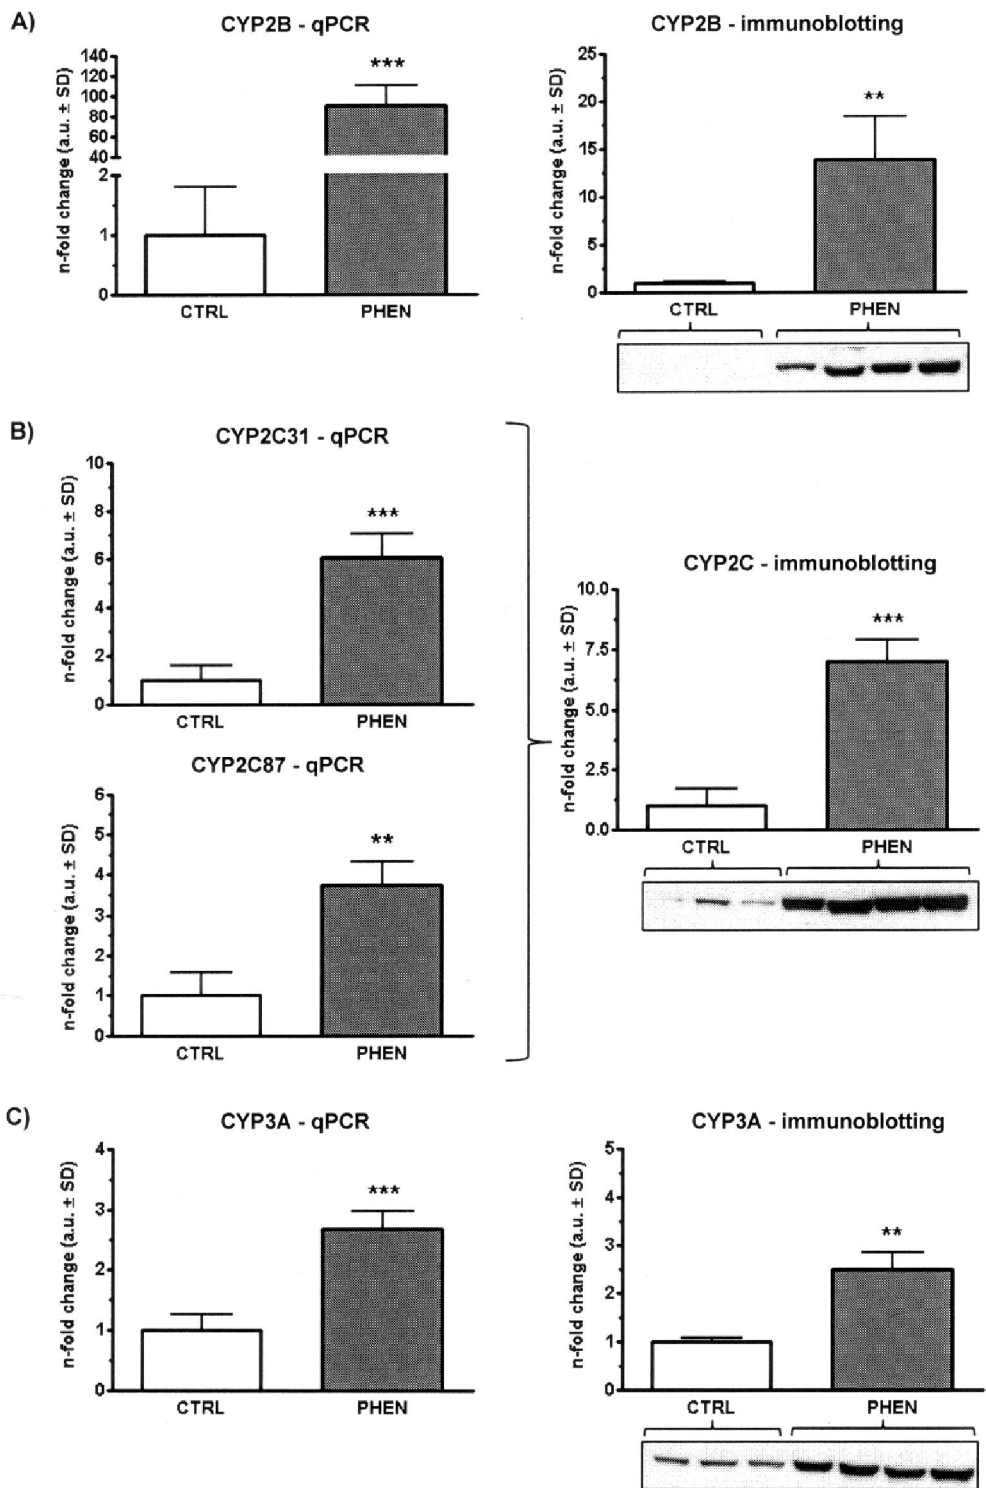 A)
CYP2B - qPCR
n-fold change (a.u. ± SD)
140
120
100
80
60
40
2
1
0
***
CTRL
PHEN
CYP2B - immunoblotting
n-fold change (a.u. ± SD)
25
20
15
10
5
0
**
CTRL
PHEN
B)
CYP2C31 - qPCR
n-fold change (a.u. ± SD)
10
8
6
4
2
0
***
CTRL
PHEN
CYP2C87 - qPCR
n-fold change (a.u. ± SD)
6
5
4
3
2
1
0
**
CTRL
PHEN
CYP2C - immunoblotting
n-fold change (a.u. ± SD)
10.0
7.5
5.0
2.5
0.0
***
CTRL
PHEN
C)
CYP3A - qPCR
n-fold change (a.u. ± SD)
4
3
2
1
0
***
CTRL
PHEN
CYP3A - immunoblotting
n-fold change (a.u. ± SD)
5
4
3
2
1
0
**
CTRL
PHEN